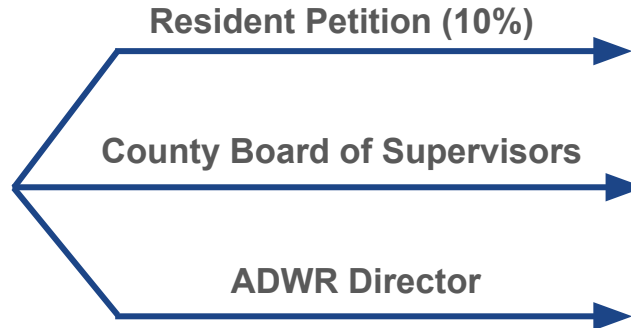 Resident Petition (10%)
County Board of Supervisors
ADWR Director